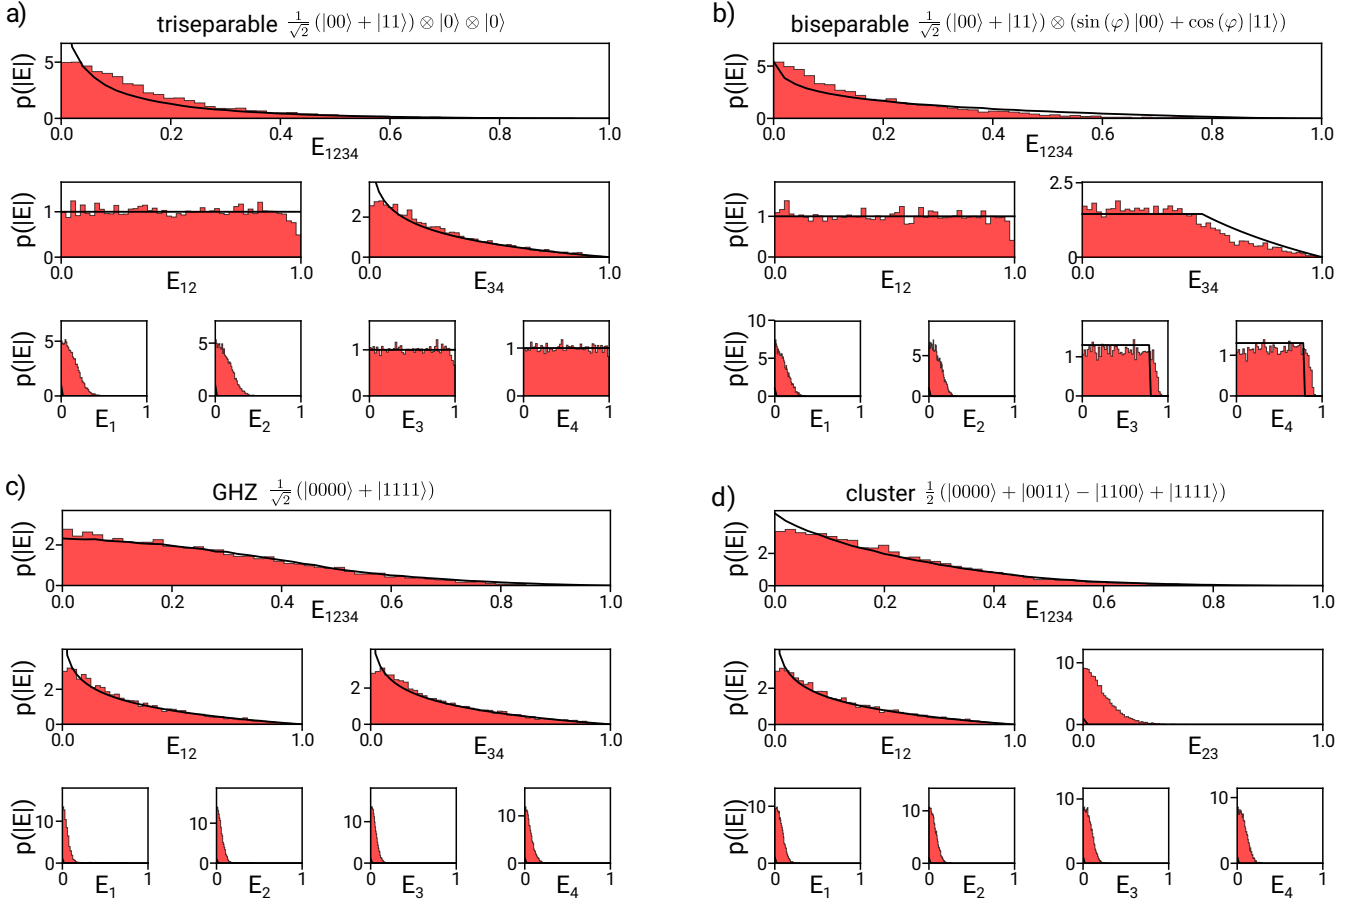 a)
triseparable 1/√2 (|00⟩ + |11⟩) ⊗ |0⟩ ⊗ |0⟩
p(|E|)
5
0
0.0 0.2 0.4 0.6 0.8 1.0
E1234
p(|E|)
1
0
0.0 1.0
E12
2
0
0.0 1.0
E34
p(|E|)
5
0
0 1
E1
5
0
0 1
E2
1
0
0 1
E3
1
0
0 1
E4
b)
biseparable 1/√2 (|00⟩ + |11⟩) ⊗ (sin (φ) |00⟩ + cos (φ) |11⟩)
p(|E|)
5
0
0.0 0.2 0.4 0.6 0.8 1.0
E1234
p(|E|)
1
0
0.0 1.0
E12
2.5
0
0.0 1.0
E34
p(|E|)
10
5
0
0 1
E1
5
0
0 1
E2
1
0
0 1
E3
1
0
0 1
E4
c)
GHZ 1/√2 (|0000⟩ + |1111⟩)
p(|E|)
2
0
0.0 0.2 0.4 0.6 0.8 1.0
E1234
p(|E|)
2
0
0.0 1.0
E12
2
0
0.0 1.0
E34
p(|E|)
10
0
0 1
E1
10
0
0 1
E2
10
0
0 1
E3
10
0
0 1
E4
d)
cluster 1/2 (|0000⟩ + |0011⟩ − |1100⟩ + |1111⟩)
p(|E|)
2
0
0.0 0.2 0.4 0.6 0.8 1.0
E1234
p(|E|)
2
0
0.0 1.0
E12
10
0
0.0 1.0
E23
p(|E|)
10
0
0 1
E1
10
0
0 1
E2
10
0
0 1
E3
10
0
0 1
E4